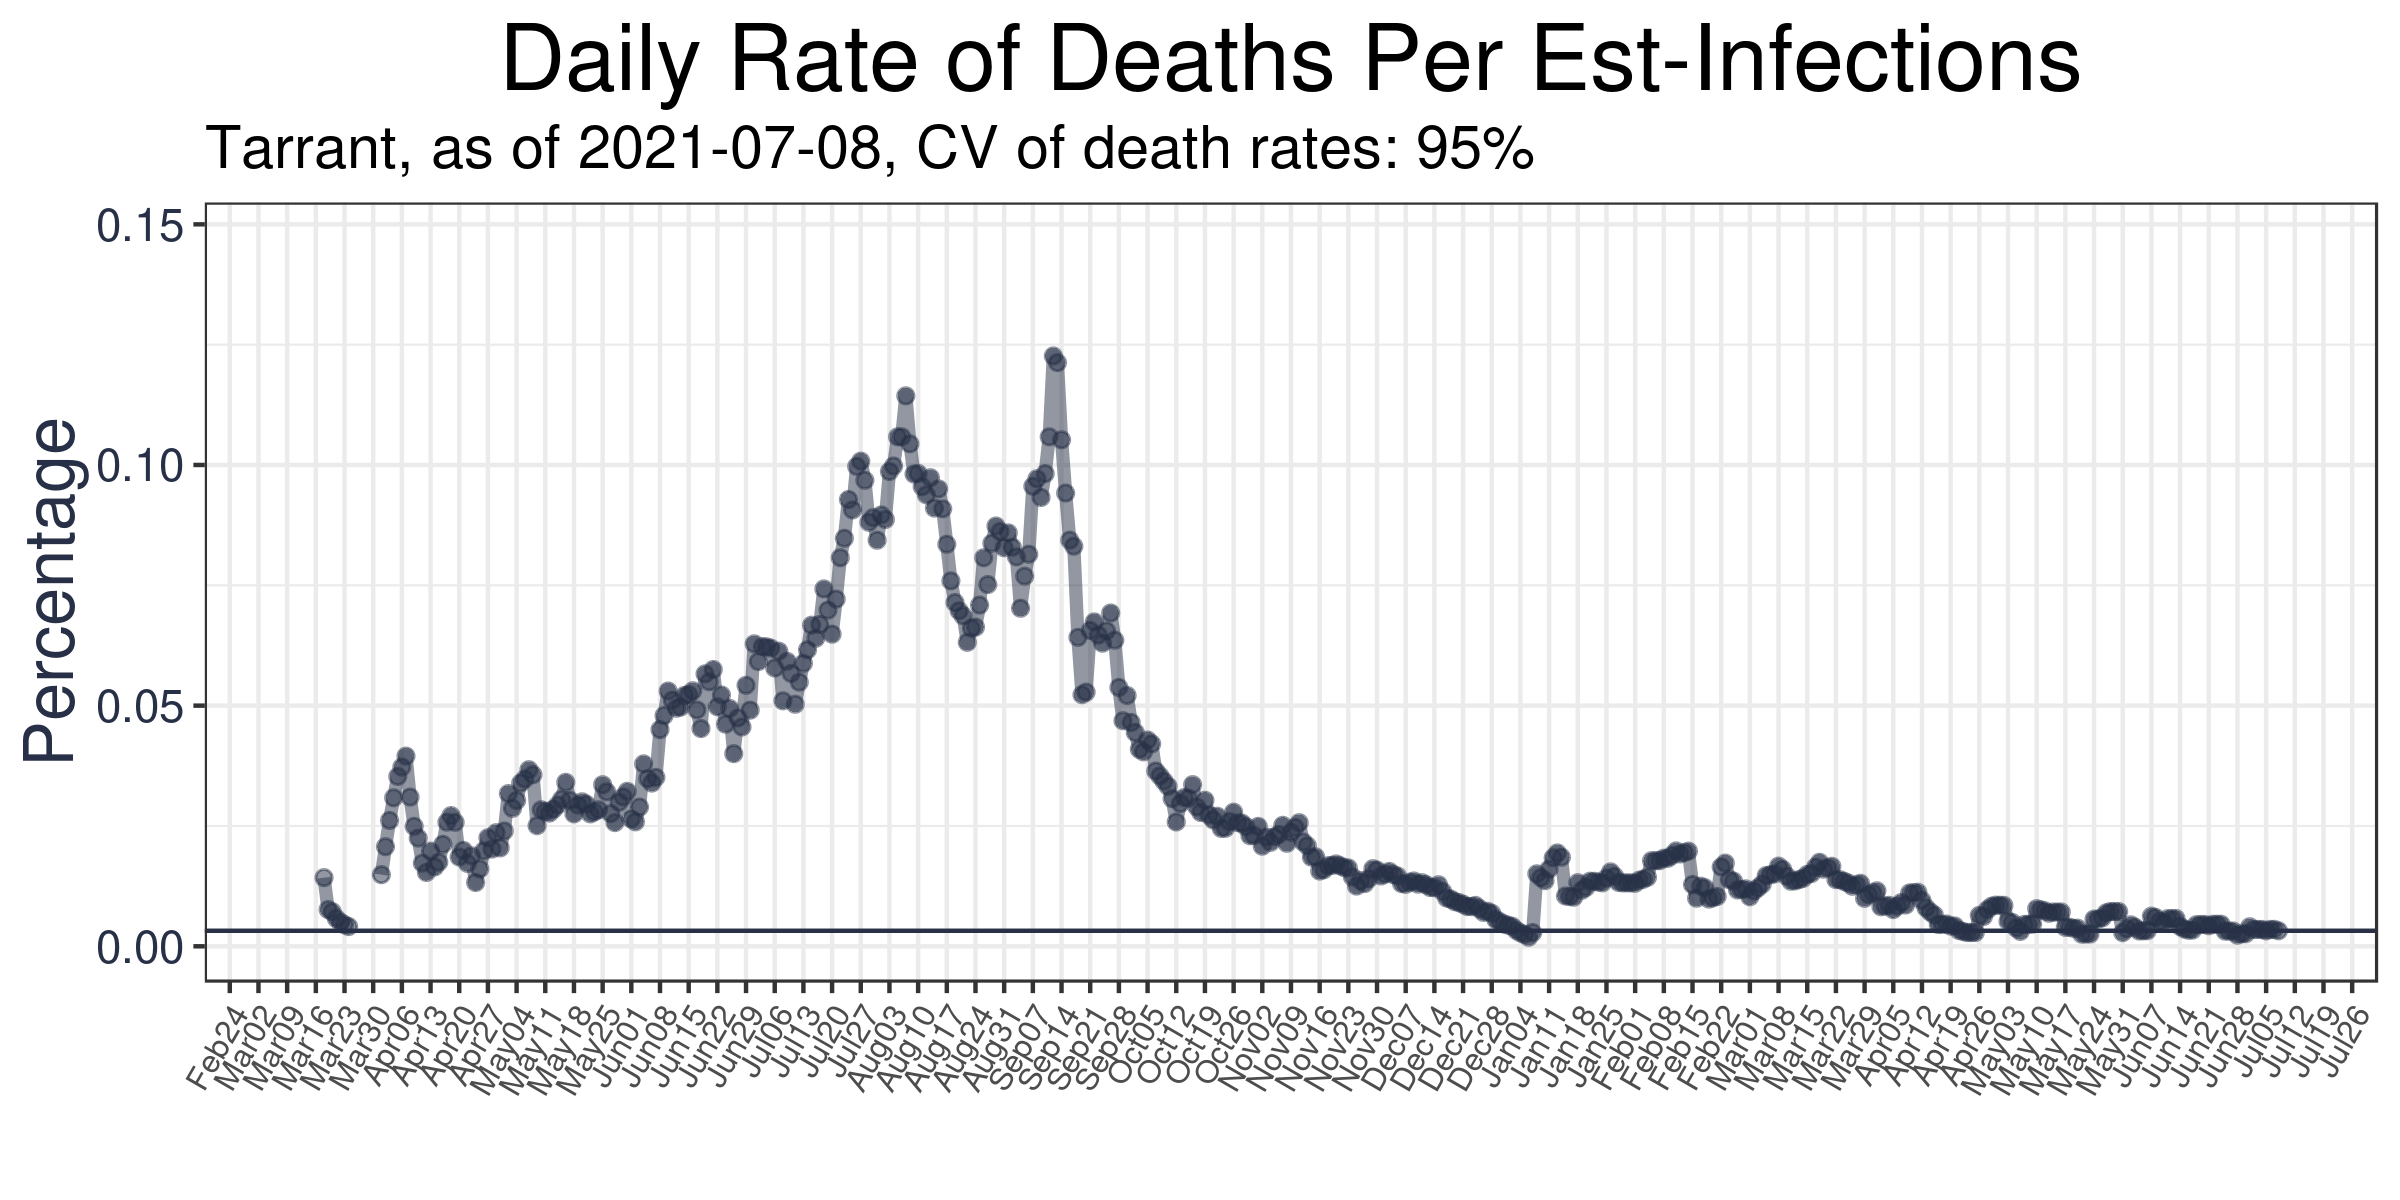 Daily Rate of Deaths Per Est-Infections
Tarrant, as of 2021-07-08, CV of death rates: 95%
Percentage
0.15
0.10
0.05
0.00
Feb24
Mar02
Mar09
Mar16
Mar23
Mar30
Apr06
Apr13
Apr20
Apr27
May04
May11
May18
May25
Jun01
Jun08
Jun15
Jun22
Jun29
Jul06
Jul13
Jul20
Jul27
Aug03
Aug10
Aug17
Aug24
Aug31
Sep07
Sep14
Sep21
Sep28
Oct05
Oct12
Oct19
Oct26
Nov02
Nov09
Nov16
Nov23
Nov30
Dec07
Dec14
Dec21
Dec28
Jan04
Jan11
Jan18
Jan25
Feb01
Feb08
Feb15
Feb22
Mar01
Mar08
Mar15
Mar22
Mar29
Apr05
Apr12
Apr19
Apr26
May03
May10
May17
May24
May31
Jun07
Jun14
Jun21
Jun28
Jul05
Jul12
Jul19
Jul26